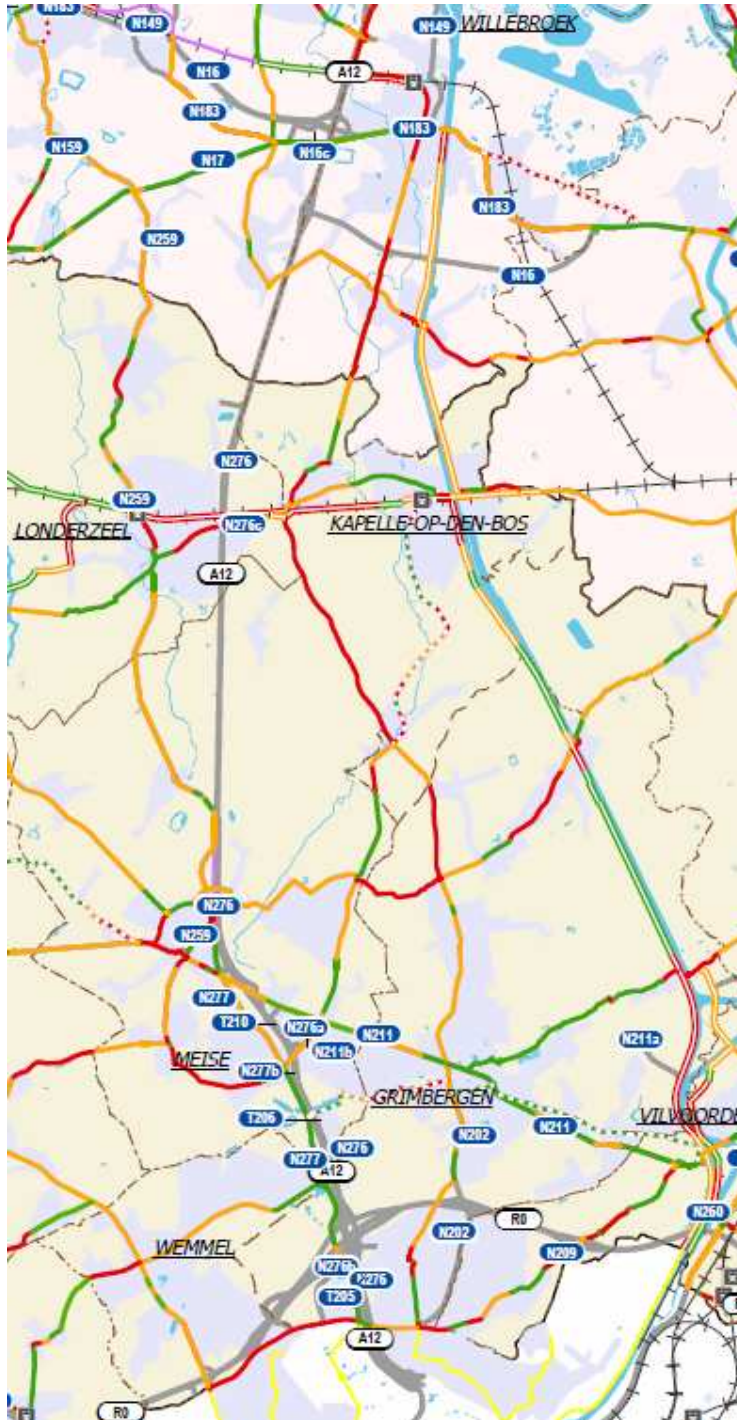 N183
N149
N149
WILLEBROEK
N16
A12
N183
N183
N159
N17
N16c
N183
N259
N16
N276
N259
N276c
LONDERZEEL
KAPELLE-OP-DEN-BOS
A12
N276
N259
N277
T210
N276a
N211
N211b
N211a
MEISE
N277b
GRIMBERGEN
T206
VILVOORDE
N202
N211
N276
N277
A12
N260
R0
N202
N209
WEMMEL
N276b
N276
T205
A12
R0